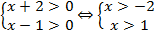 {x + 2 > 0 ⇔ {x > −2
{x − 1 > 0 {x > 1